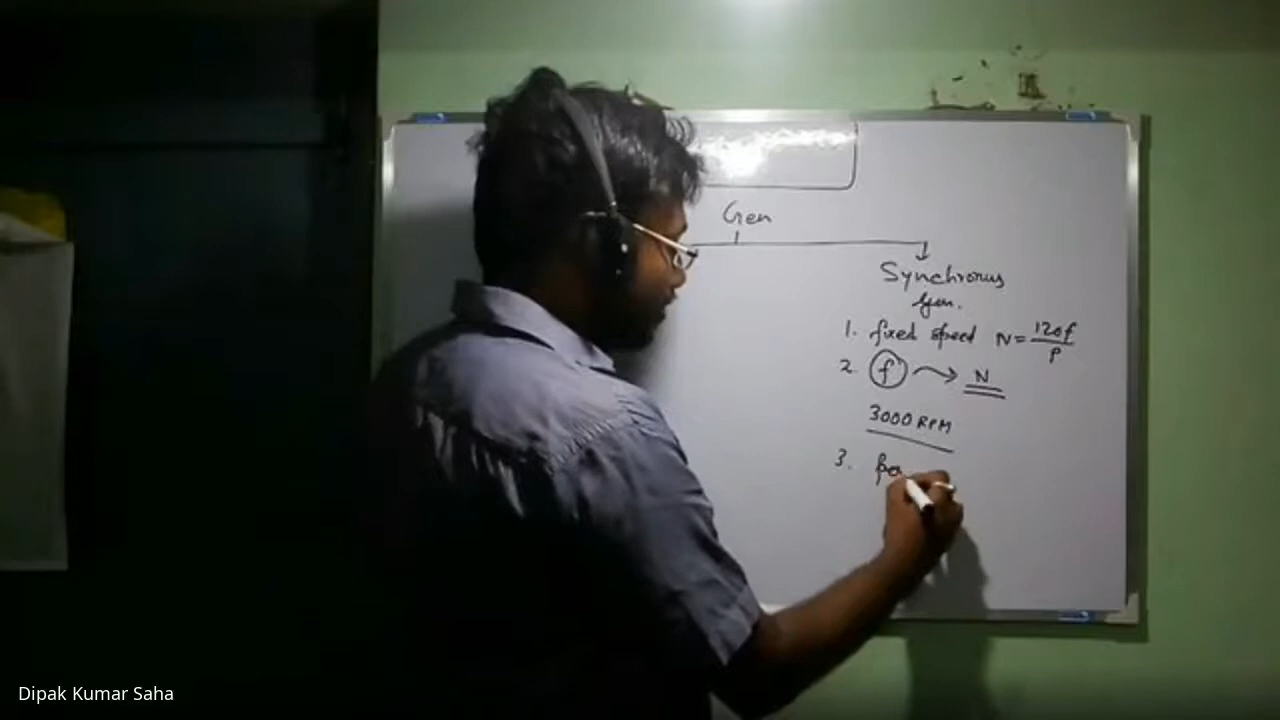 Gen
Synchronus
Gen.
1. fixed speed N = 120f / P
2. f → N
3000 RPM
3.
Dipak Kumar Saha